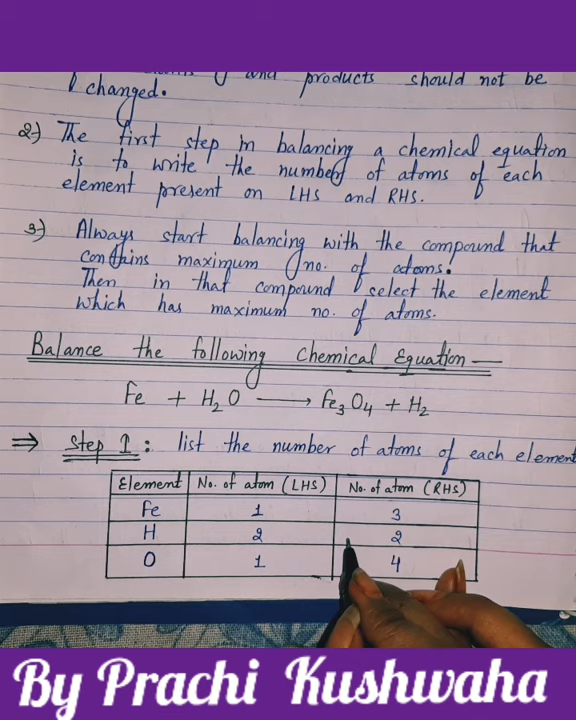 and products should not be
changed.
2→ The first step in balancing a chemical equation
is to write the number of atoms of each
element present on LHS and RHS.
3→ Always start balancing with the compound that
contains maximum no. of atoms.
Then in that compound select the element
which has maximum no. of atoms.
Balance the following Chemical Equation —
Fe + H₂O ⟶ Fe₃O₄ + H₂
⇒ Step 1: list the number of atoms of each element
Element No. of atom (LHS) No. of atom (RHS)
Fe 1 3
H 2 2
O 1 4
By Prachi Kushwaha